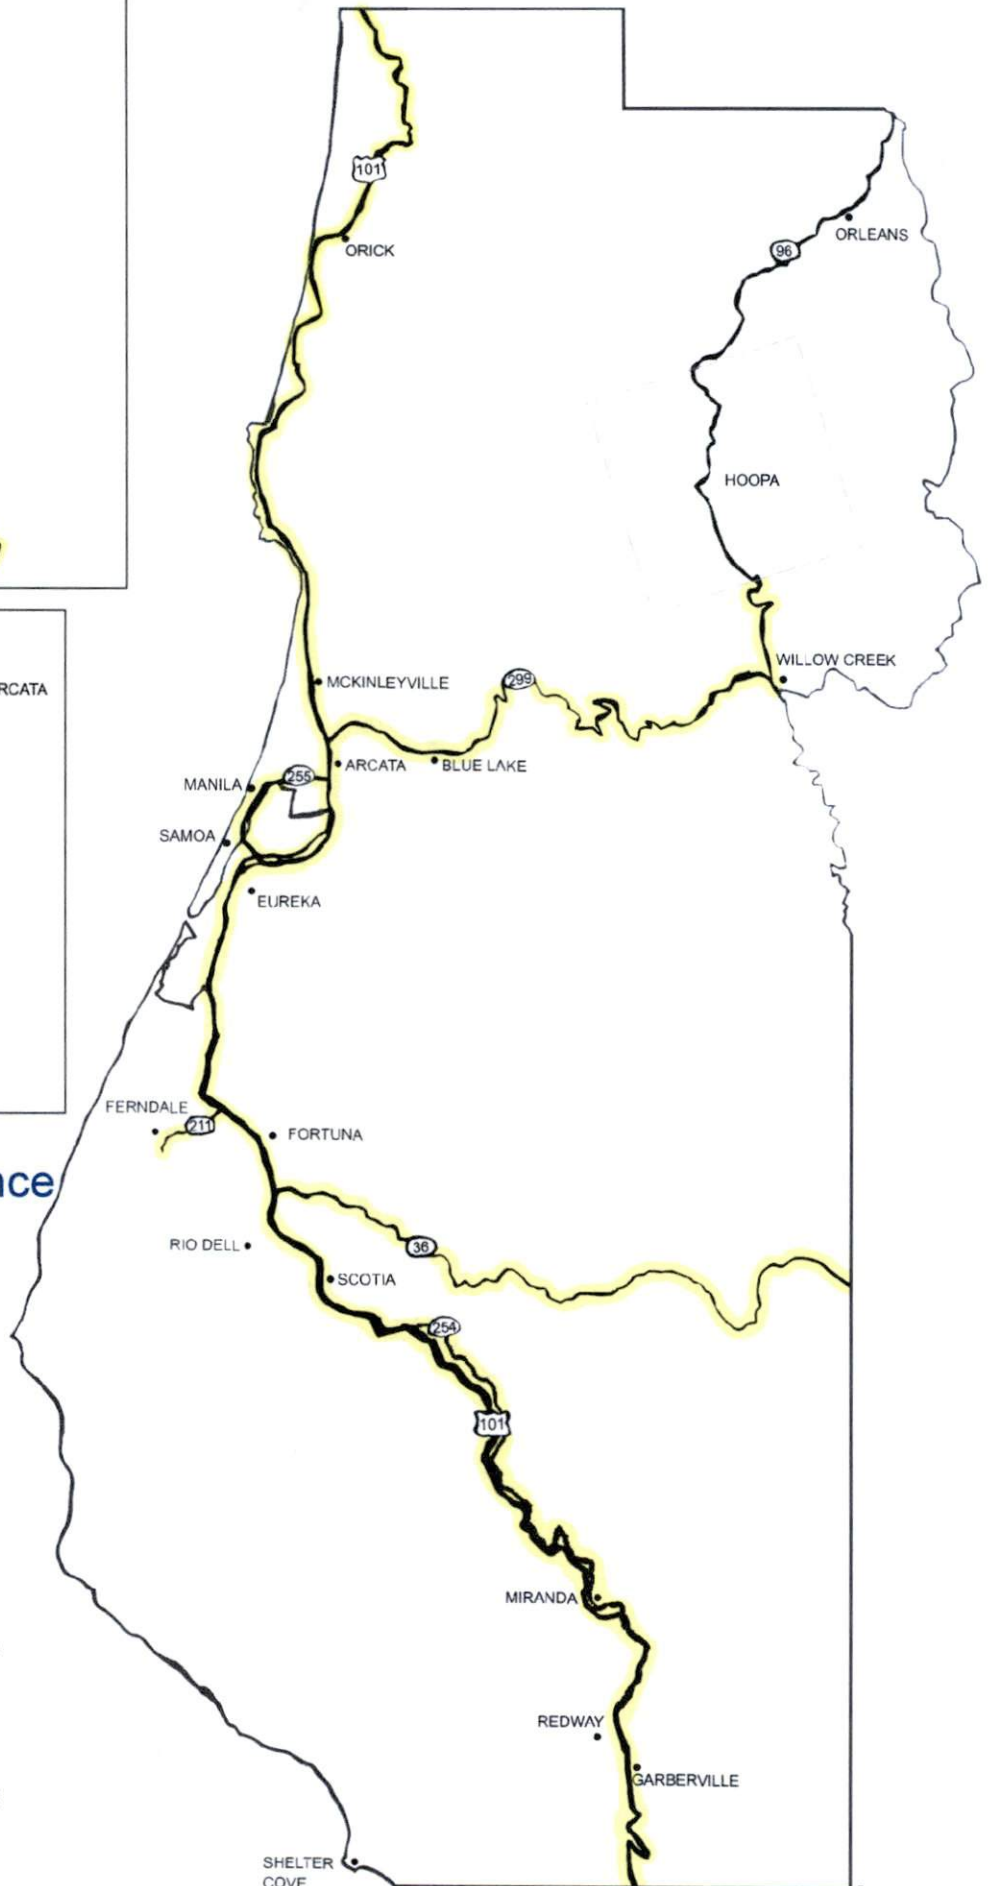 101
ORICK
ORLEANS
96
HOOPA
WILLOW CREEK
299
MCKINLEYVILLE
RCATA
ARCATA
BLUE LAKE
255
MANILA
SAMOA
EUREKA
FERNDALE
211
FORTUNA
nce
RIO DELL
36
SCOTIA
254
101
MIRANDA
REDWAY
GARBERVILLE
SHELTER
COVE